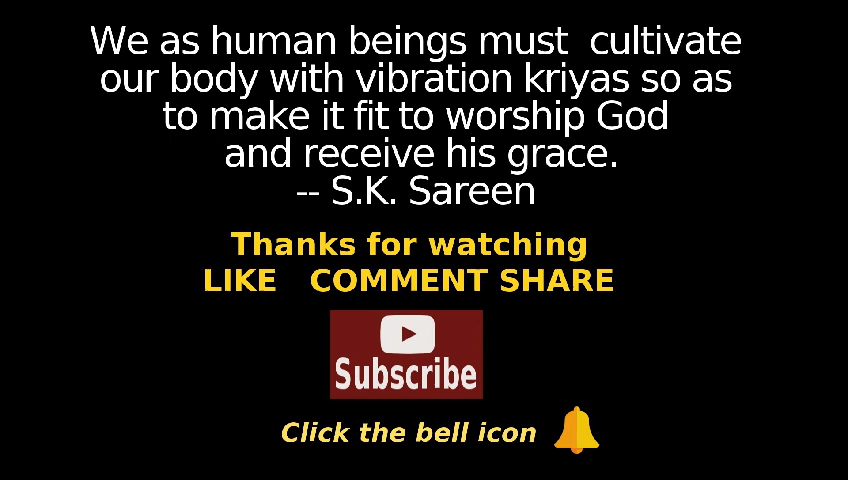 We as human beings must  cultivate
our body with vibration kriyas so as
to make it fit to worship God
and receive his grace.
-- S.K. Sareen
Thanks for watching
LIKE   COMMENT SHARE
Subscribe
Click the bell icon